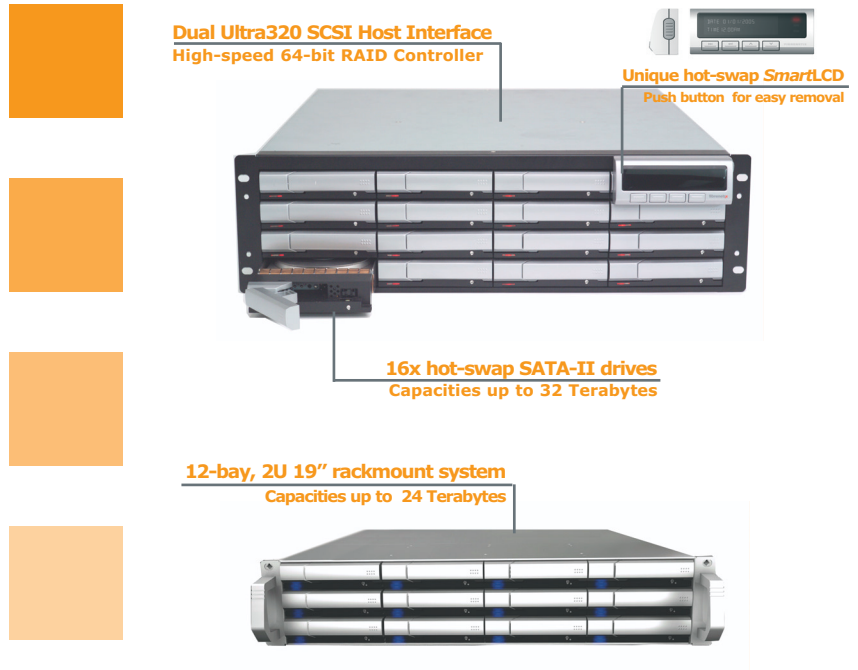 Dual Ultra320 SCSI Host Interface
High-speed 64-bit RAID Controller
Unique hot-swap SmartLCD
Push button for easy removal
16x hot-swap SATA-II drives
Capacities up to 32 Terabytes
12-bay, 2U 19” rackmount system
Capacities up to 24 Terabytes